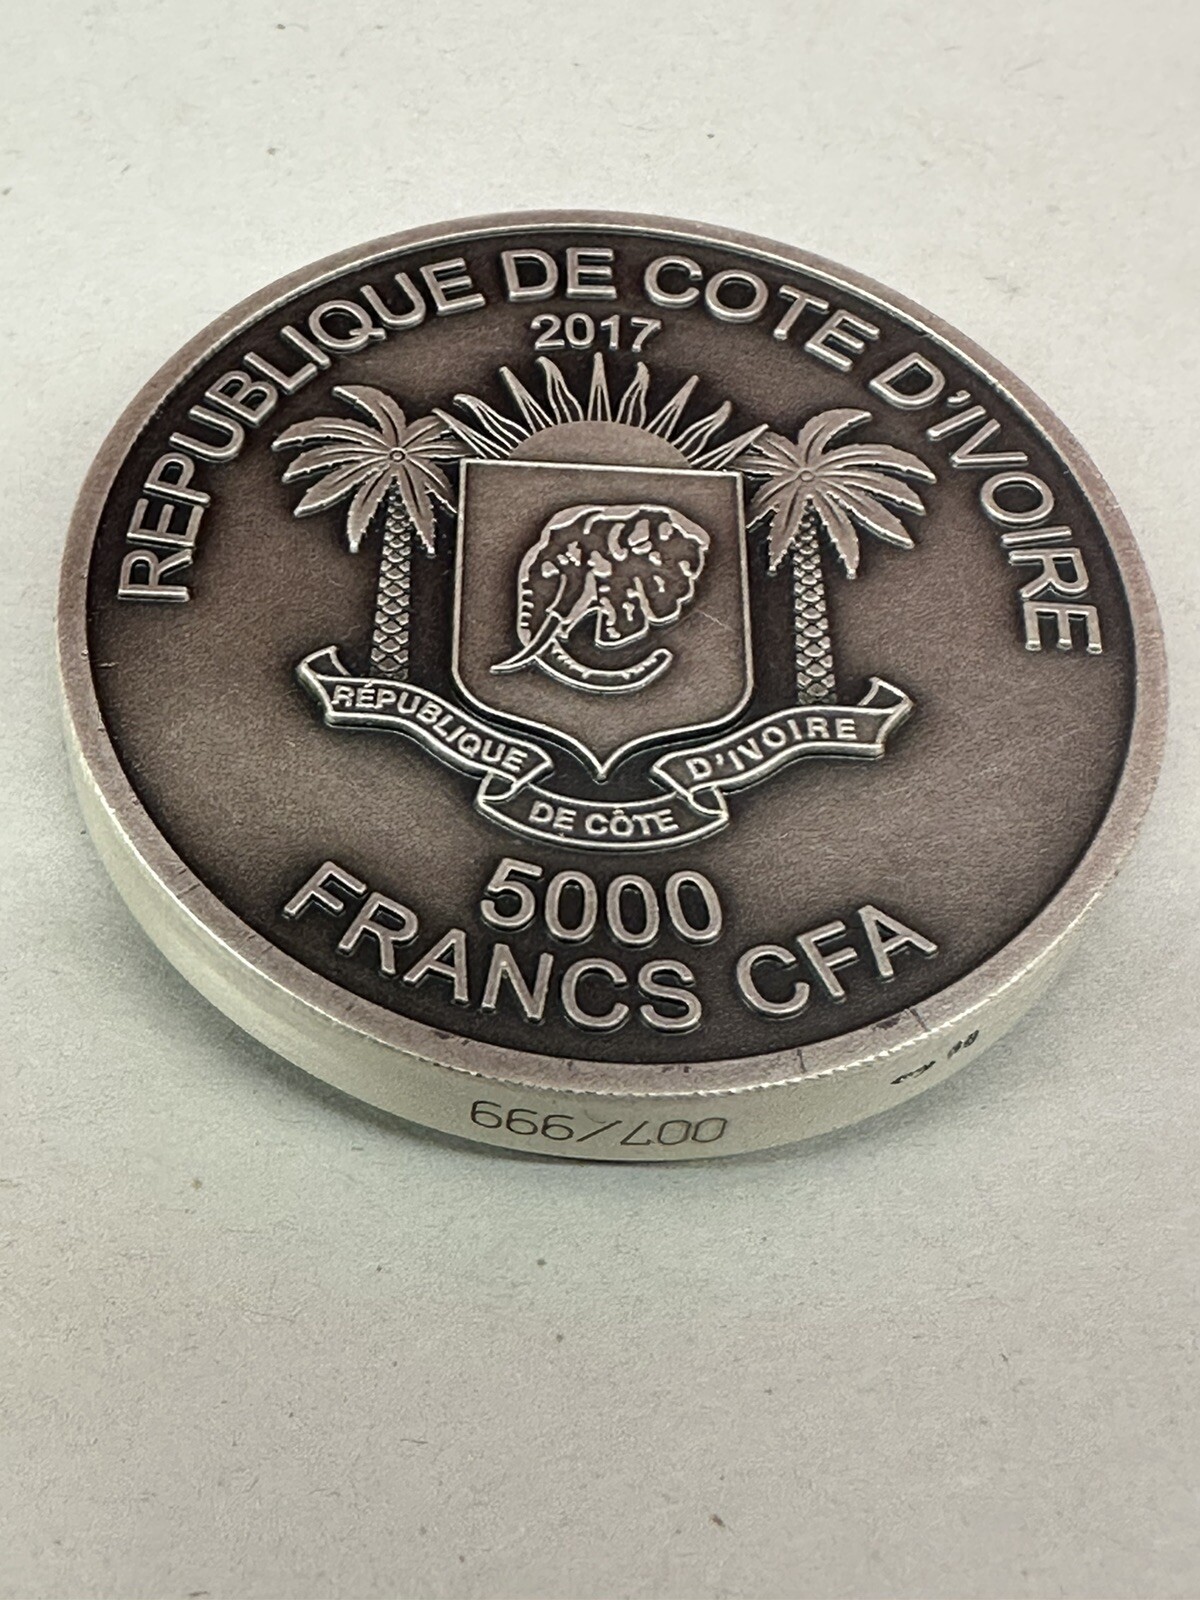 REPUBLIQUE DE COTE D'IVOIRE
2017
RÉPUBLIQUE
DE CÔTE
D'IVOIRE
5000
FRANCS CFA
007/999